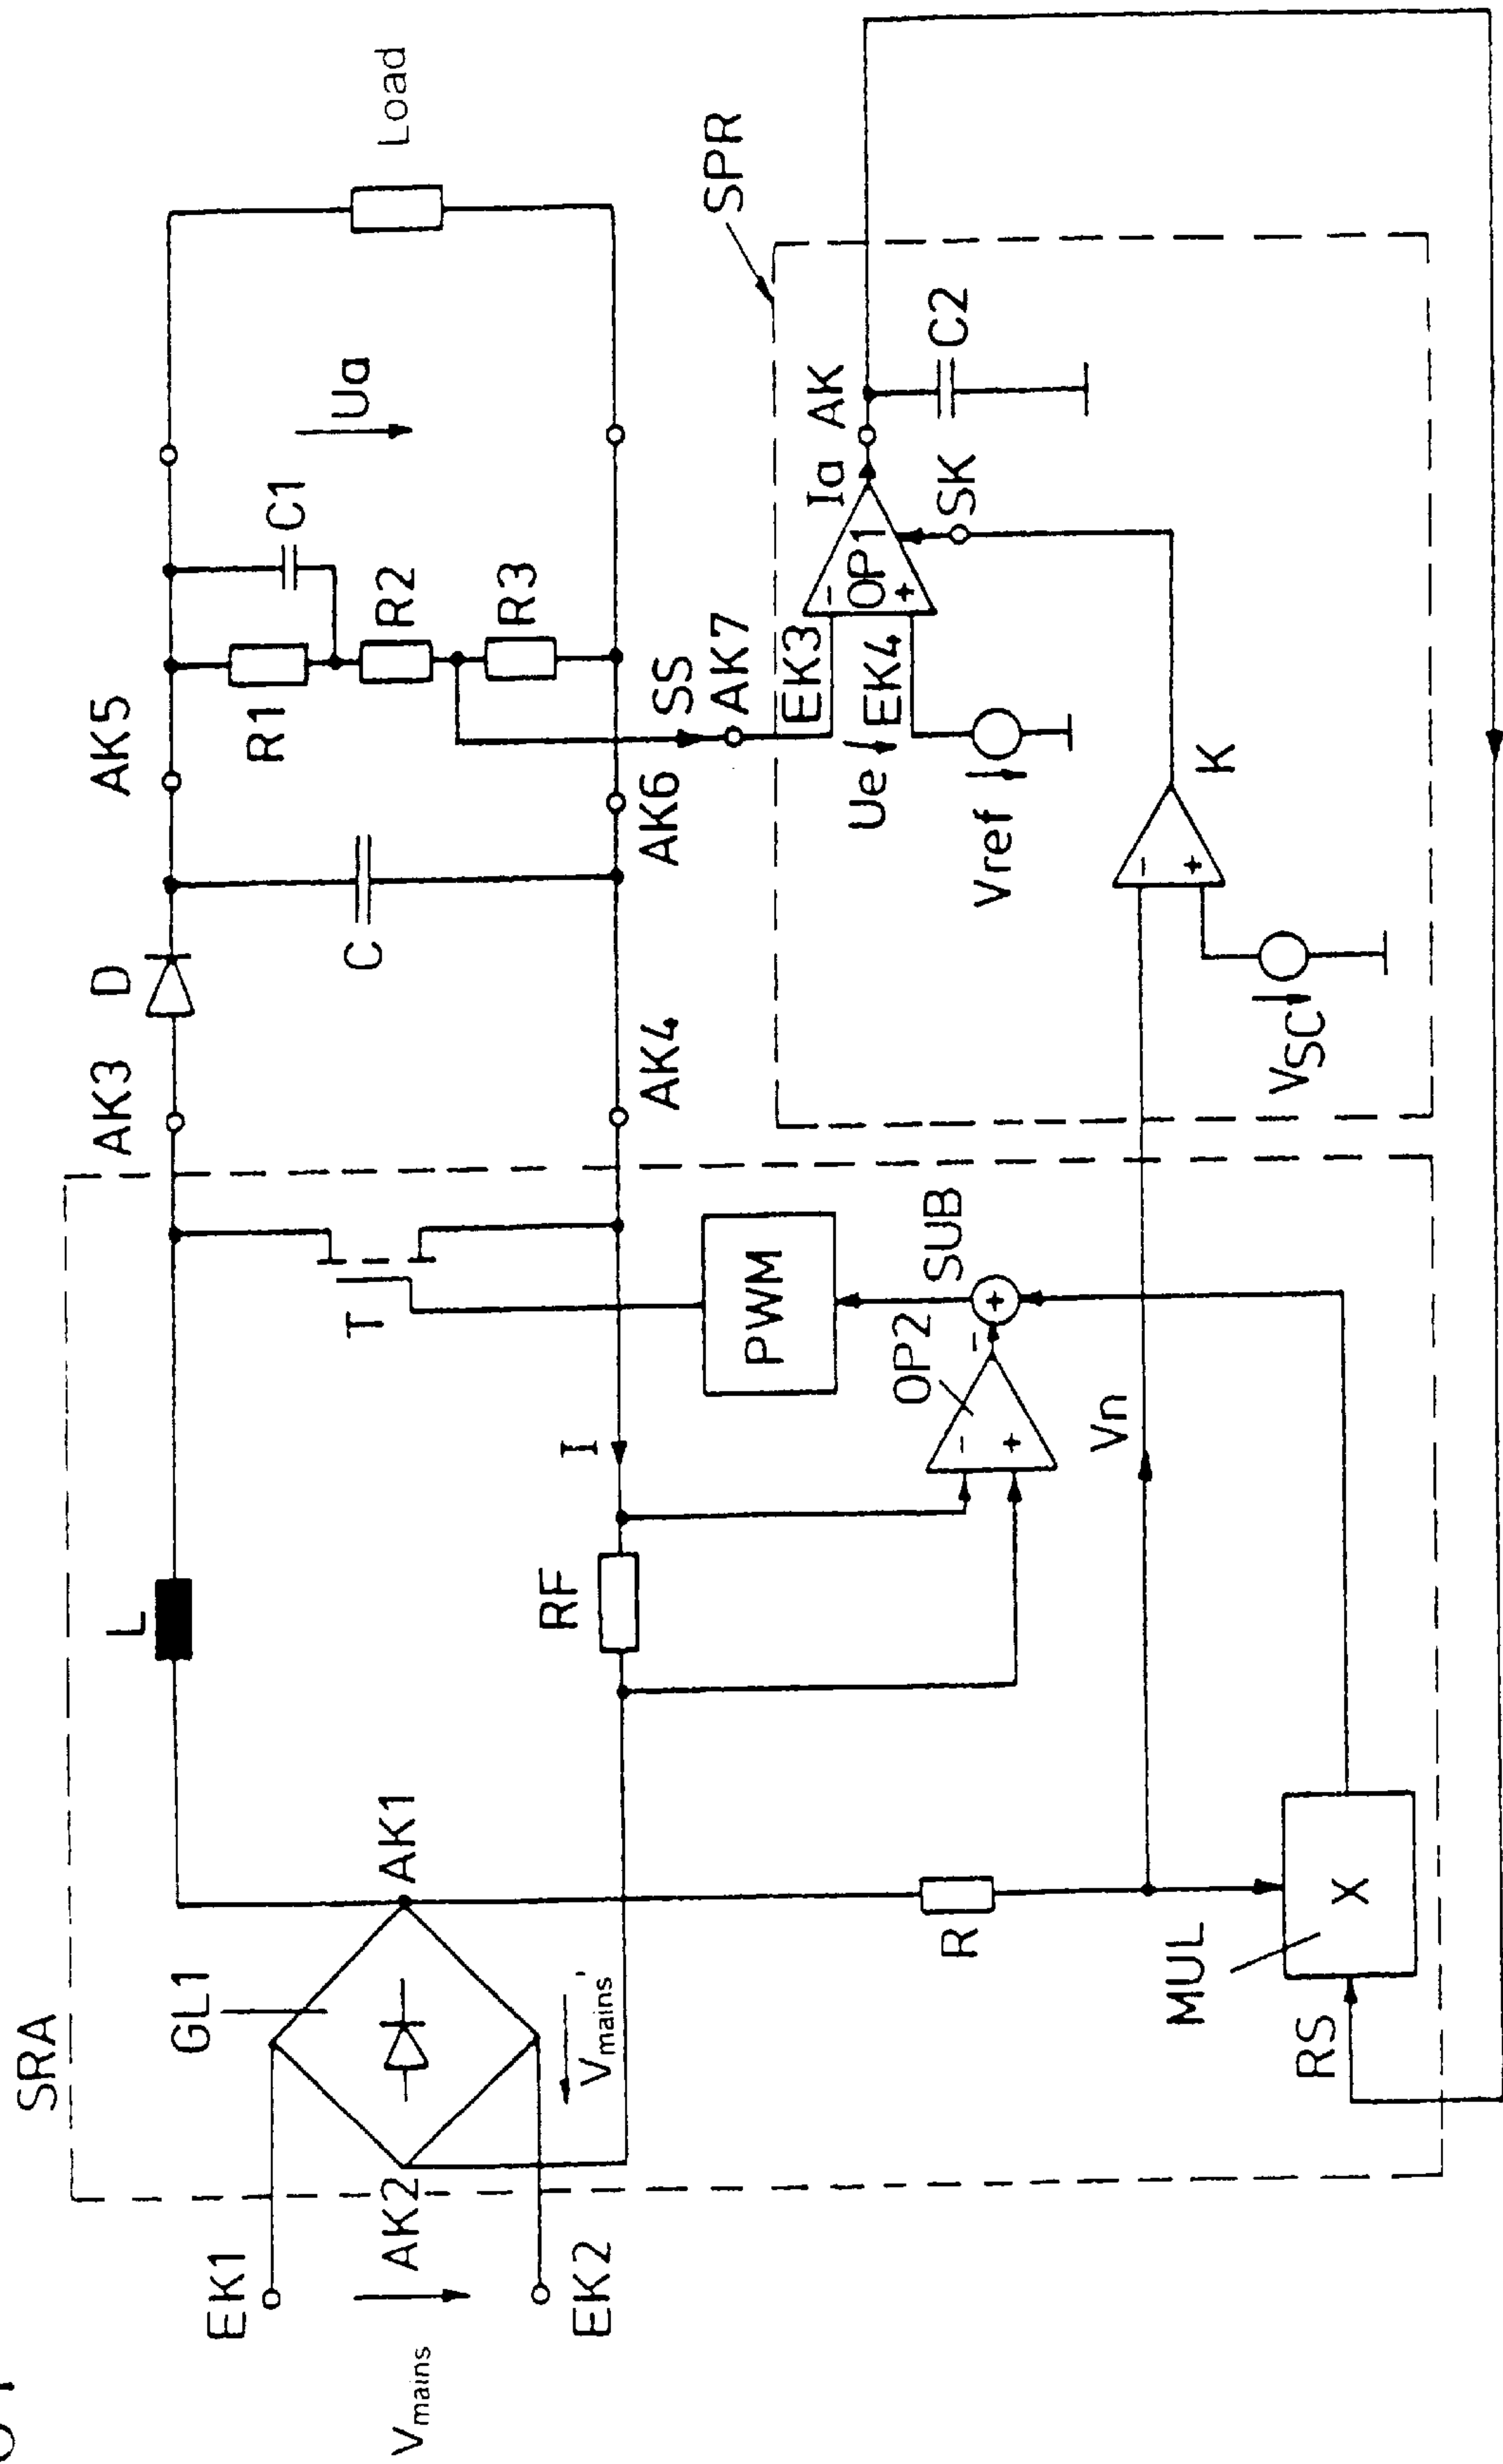 SRA
EK1
EK2
AK2
Vmains
GL1
Vmains'
AK1
L
RF
I
T
PWM
SUB
OP2
-
+
-
+
R
MUL
X
RS
Vn
AK3
AK4
D
C
AK5
AK6
R1
R2
R3
C1
Ua
Load
SS
AK7
SPR
EK3
EK4
Ue
Vref
-
OP1
+
Ia
AK
SK
C2
K
-
+
VSC